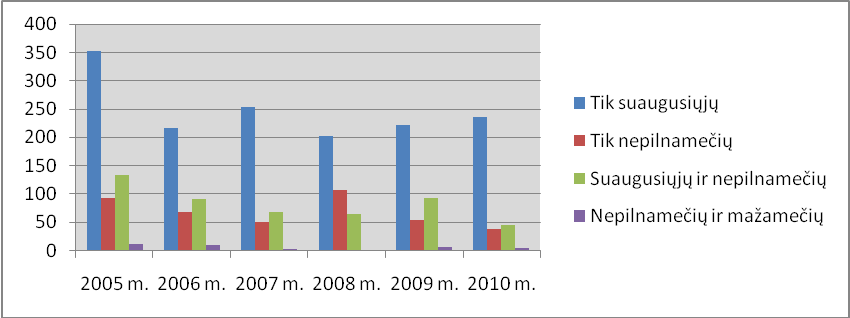 400
350
300
250
200
150
100
50
0
2005 m. 2006 m. 2007 m. 2008 m. 2009 m. 2010 m.
Tik suaugusiųjų
Tik nepilnamečių
Suaugusiųjų ir nepilnamečių
Nepilnamečių ir mažamečių